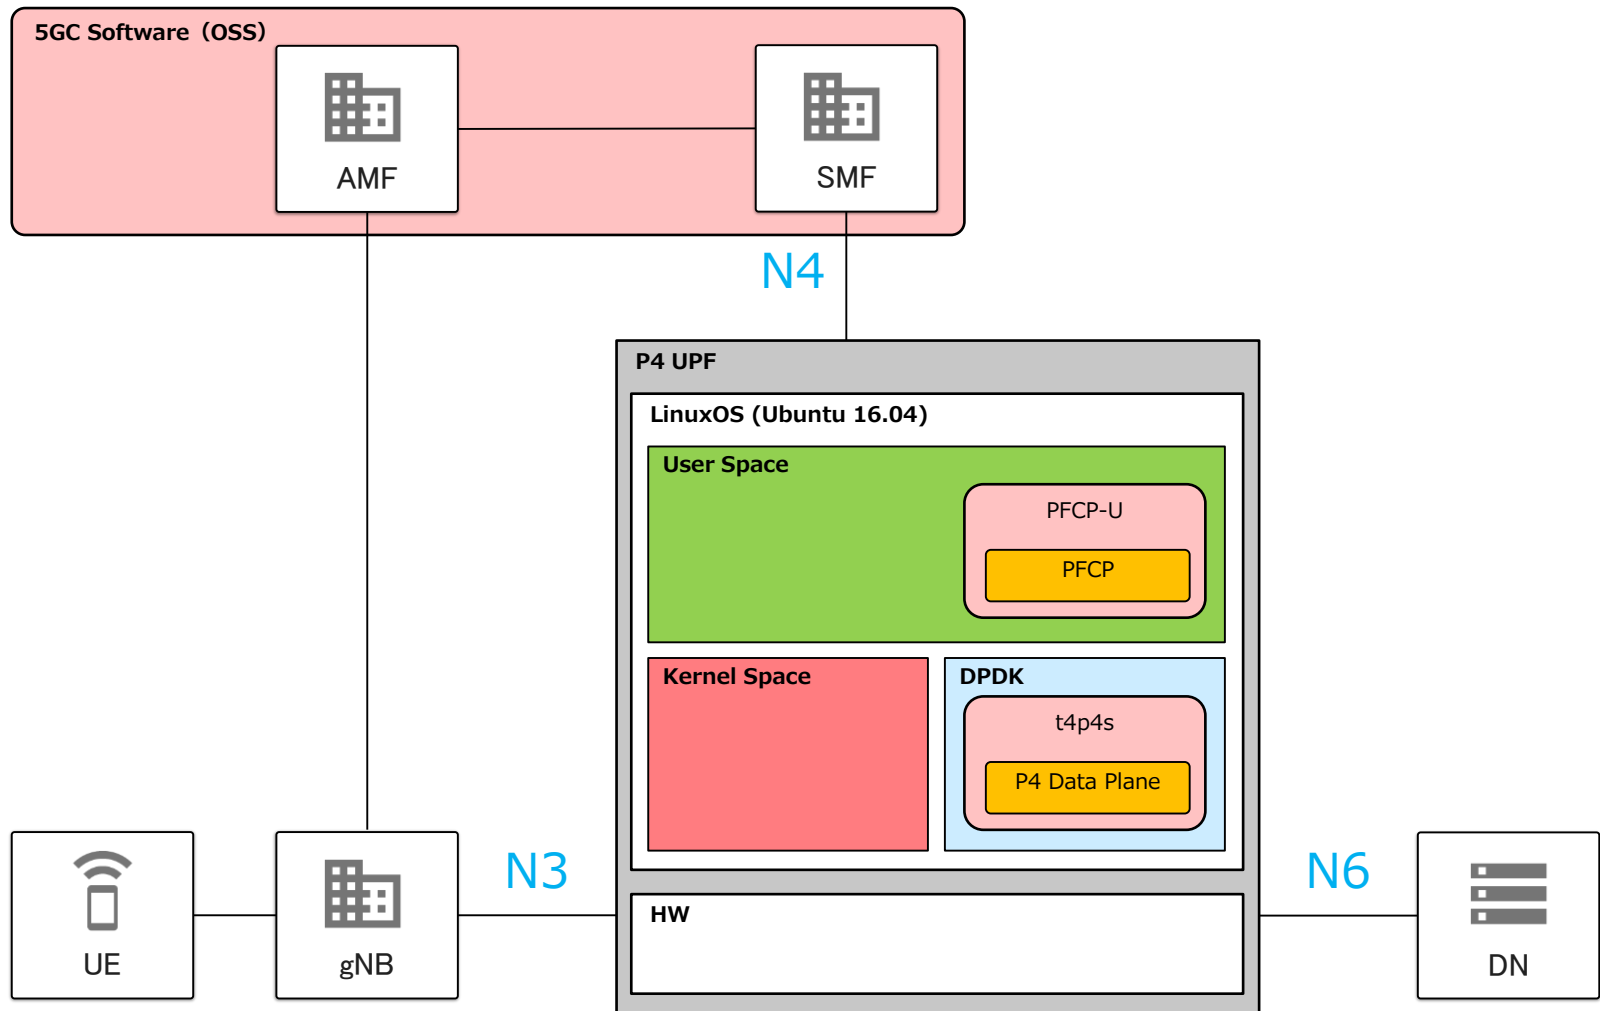 5GC Software（OSS）
AMF
SMF
N4
P4 UPF
LinuxOS (Ubuntu 16.04)
User Space
PFCP-U
PFCP
Kernel Space
DPDK
t4p4s
P4 Data Plane
N3
N6
HW
UE
gNB
DN